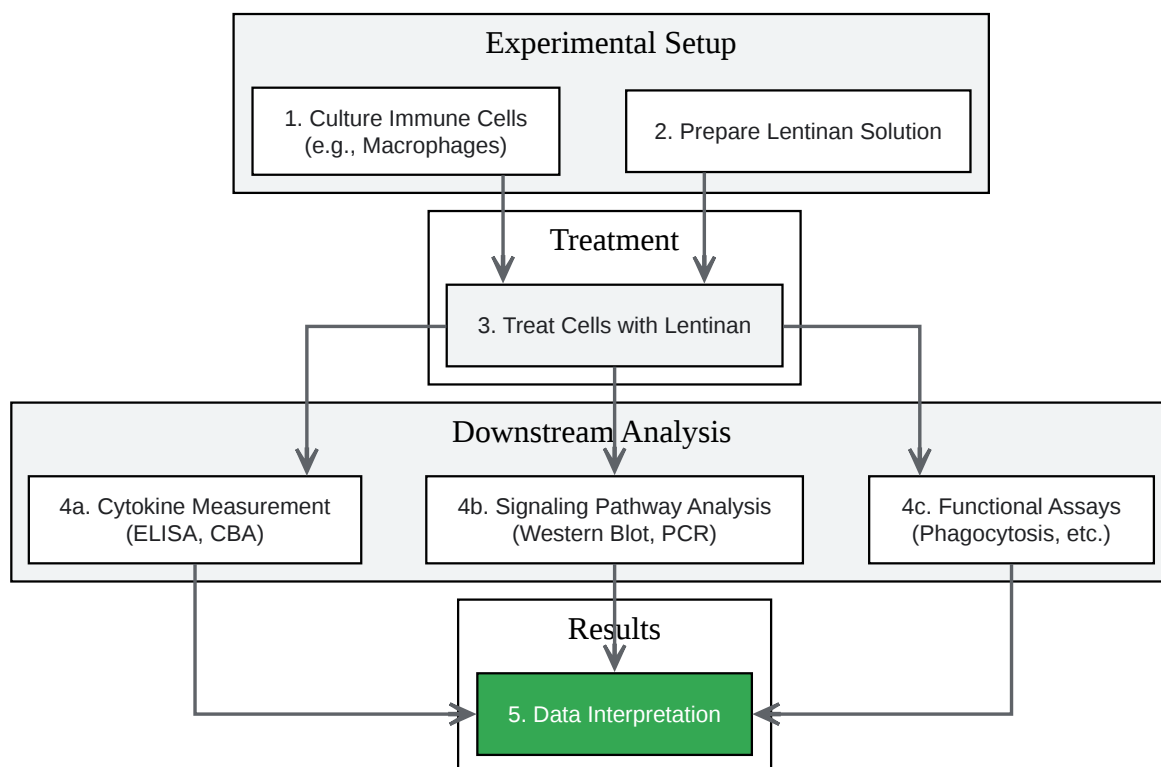 Experimental Setup
1. Culture Immune Cells
(e.g., Macrophages)
2. Prepare Lentinan Solution
Treatment
3. Treat Cells with Lentinan
Downstream Analysis
4a. Cytokine Measurement
(ELISA, CBA)
4b. Signaling Pathway Analysis
(Western Blot, PCR)
4c. Functional Assays
(Phagocytosis, etc.)
Results
5. Data Interpretation